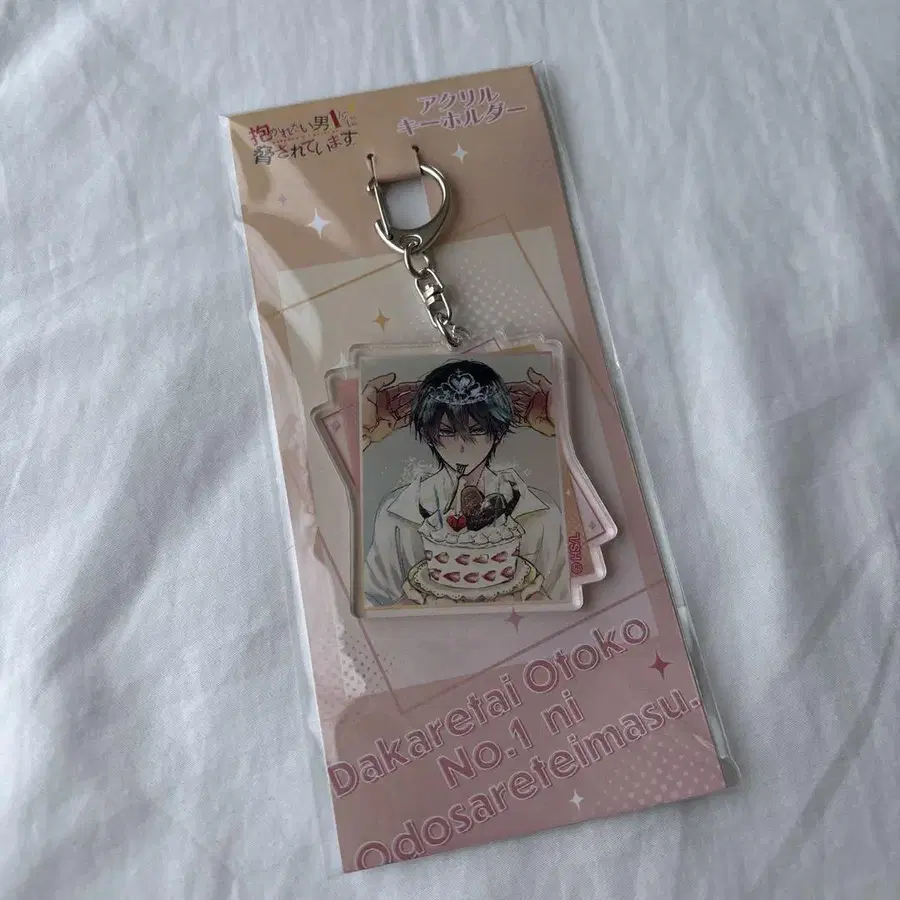 抱かれたい男1位に
脅されています
アクリル
キーホルダー
©HS/L
Dakaretai Otoko
No.1 ni
Odosareteimasu.